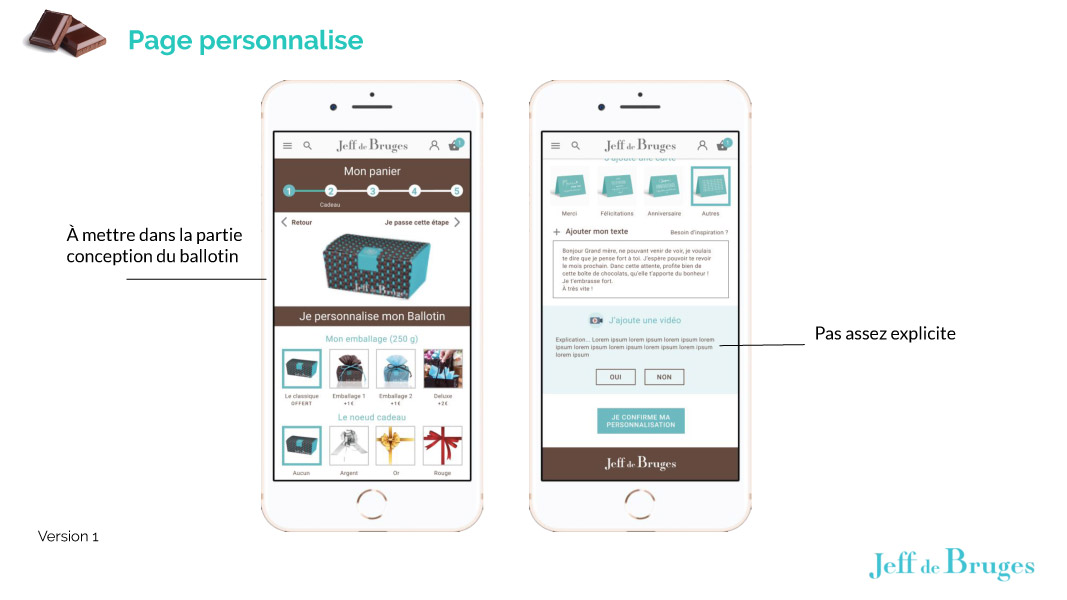 Page personnalise
À mettre dans la partie
conception du ballotin
Jeff de Bruges
1
Mon panier
1 2 3 4 5
Cadeau
Retour
Je passe cette étape
Jeff de Bruges
Je personnalise mon Ballotin
Mon emballage (250 g)
Le classique
OFFERT
Emballage 1
+1€
Emballage 2
+1€
Deluxe
+2€
Le noeud cadeau
Aucun
Argent
Or
Rouge
Jeff de Bruges
1
J'ajoute une carte
Merci
Félicitations
Anniversaire
Autres
+ Ajouter mon texte
Besoin d'inspiration ?
Bonjour Grand mère, ne pouvant venir de voir, je voulais
te dire que je pense fort à toi. J'espère pouvoir te revoir
le mois prochain. Danc cette attente, profite bien de
cette boîte de chocolats, qu'elle t'apporte du bonheur !
Je t'embrasse fort.
À très vite !
J'ajoute une vidéo
Explication... Lorem ipsum lorem ipsum ipsum lorem
ipsum lorem ipsum lorem ipsum ipsum lorem ipsum
lorem ipsum
OUI
NON
JE CONFIRME MA
PERSONNALISATION
Jeff de Bruges
Pas assez explicite
Version 1
Jeff de Bruges